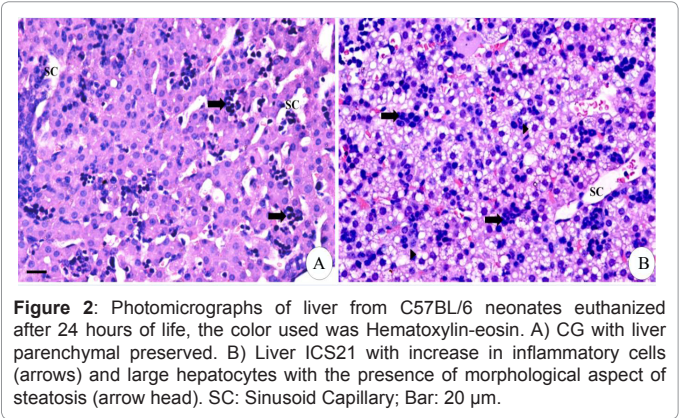 SC
SC
A
SC
B
Figure 2: Photomicrographs of liver from C57BL/6 neonates euthanized
after 24 hours of life, the color used was Hematoxylin-eosin. A) CG with liver
parenchymal preserved. B) Liver ICS21 with increase in inflammatory cells
(arrows) and large hepatocytes with the presence of morphological aspect of
steatosis (arrow head). SC: Sinusoid Capillary; Bar: 20 µm.